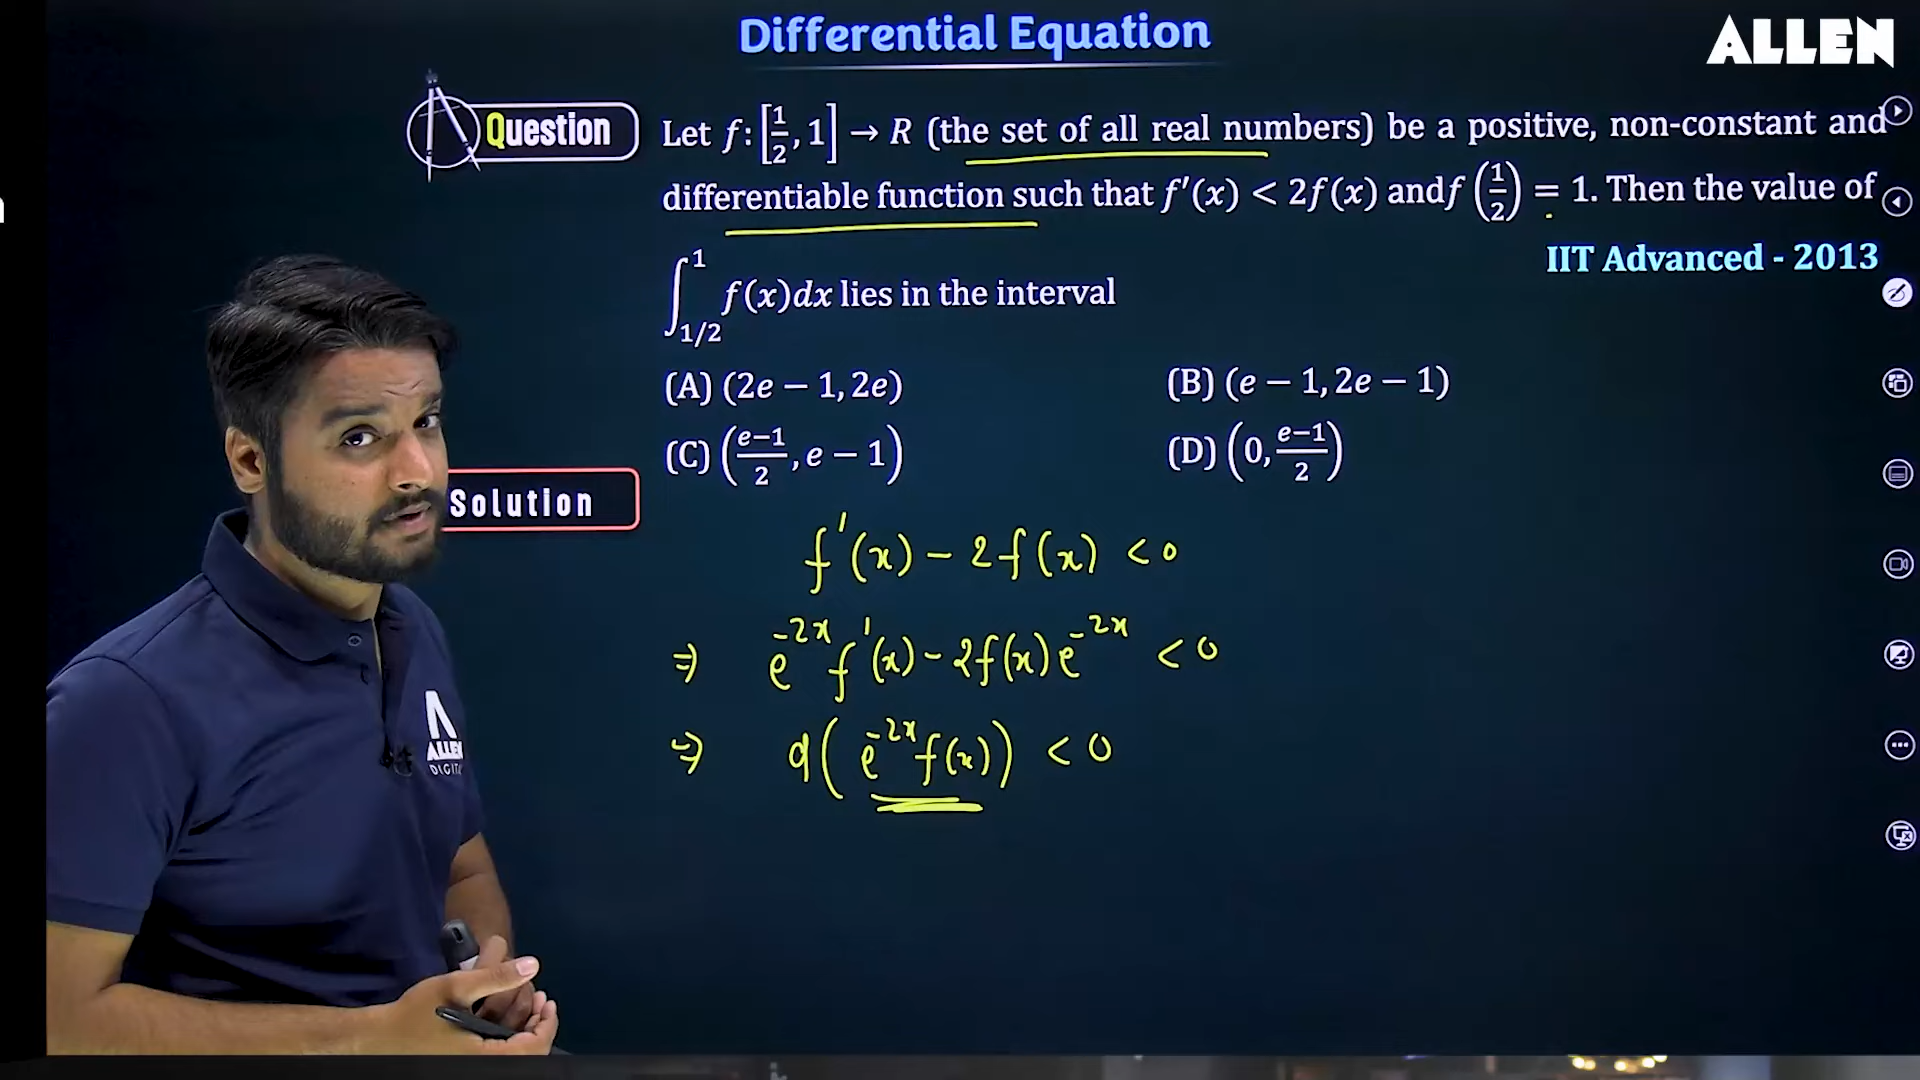 Differential Equation
ALLEN
Question
Let f: [1/2, 1] → R (the set of all real numbers) be a positive, non-constant and
differentiable function such that f′(x) < 2f(x) andf (1/2) = 1. Then the value of
∫_{1/2}^{1} f(x)dx lies in the interval
IIT Advanced - 2013
(A) (2e − 1, 2e)
(B) (e − 1, 2e − 1)
(C) (e−1/2, e − 1)
(D) (0, e−1/2)
Solution
f′(x) − 2f(x) < 0
⇒ e^{-2x} f′(x) − 2f(x) e^{-2x} < 0
⇒ d(e^{-2x} f(x)) < 0
ALLEN